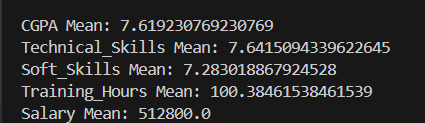 CGPA Mean: 7.619230769230769
Technical_Skills Mean: 7.6415094339622645
Soft_Skills Mean: 7.283018867924528
Training_Hours Mean: 100.38461538461539
Salary Mean: 512800.0